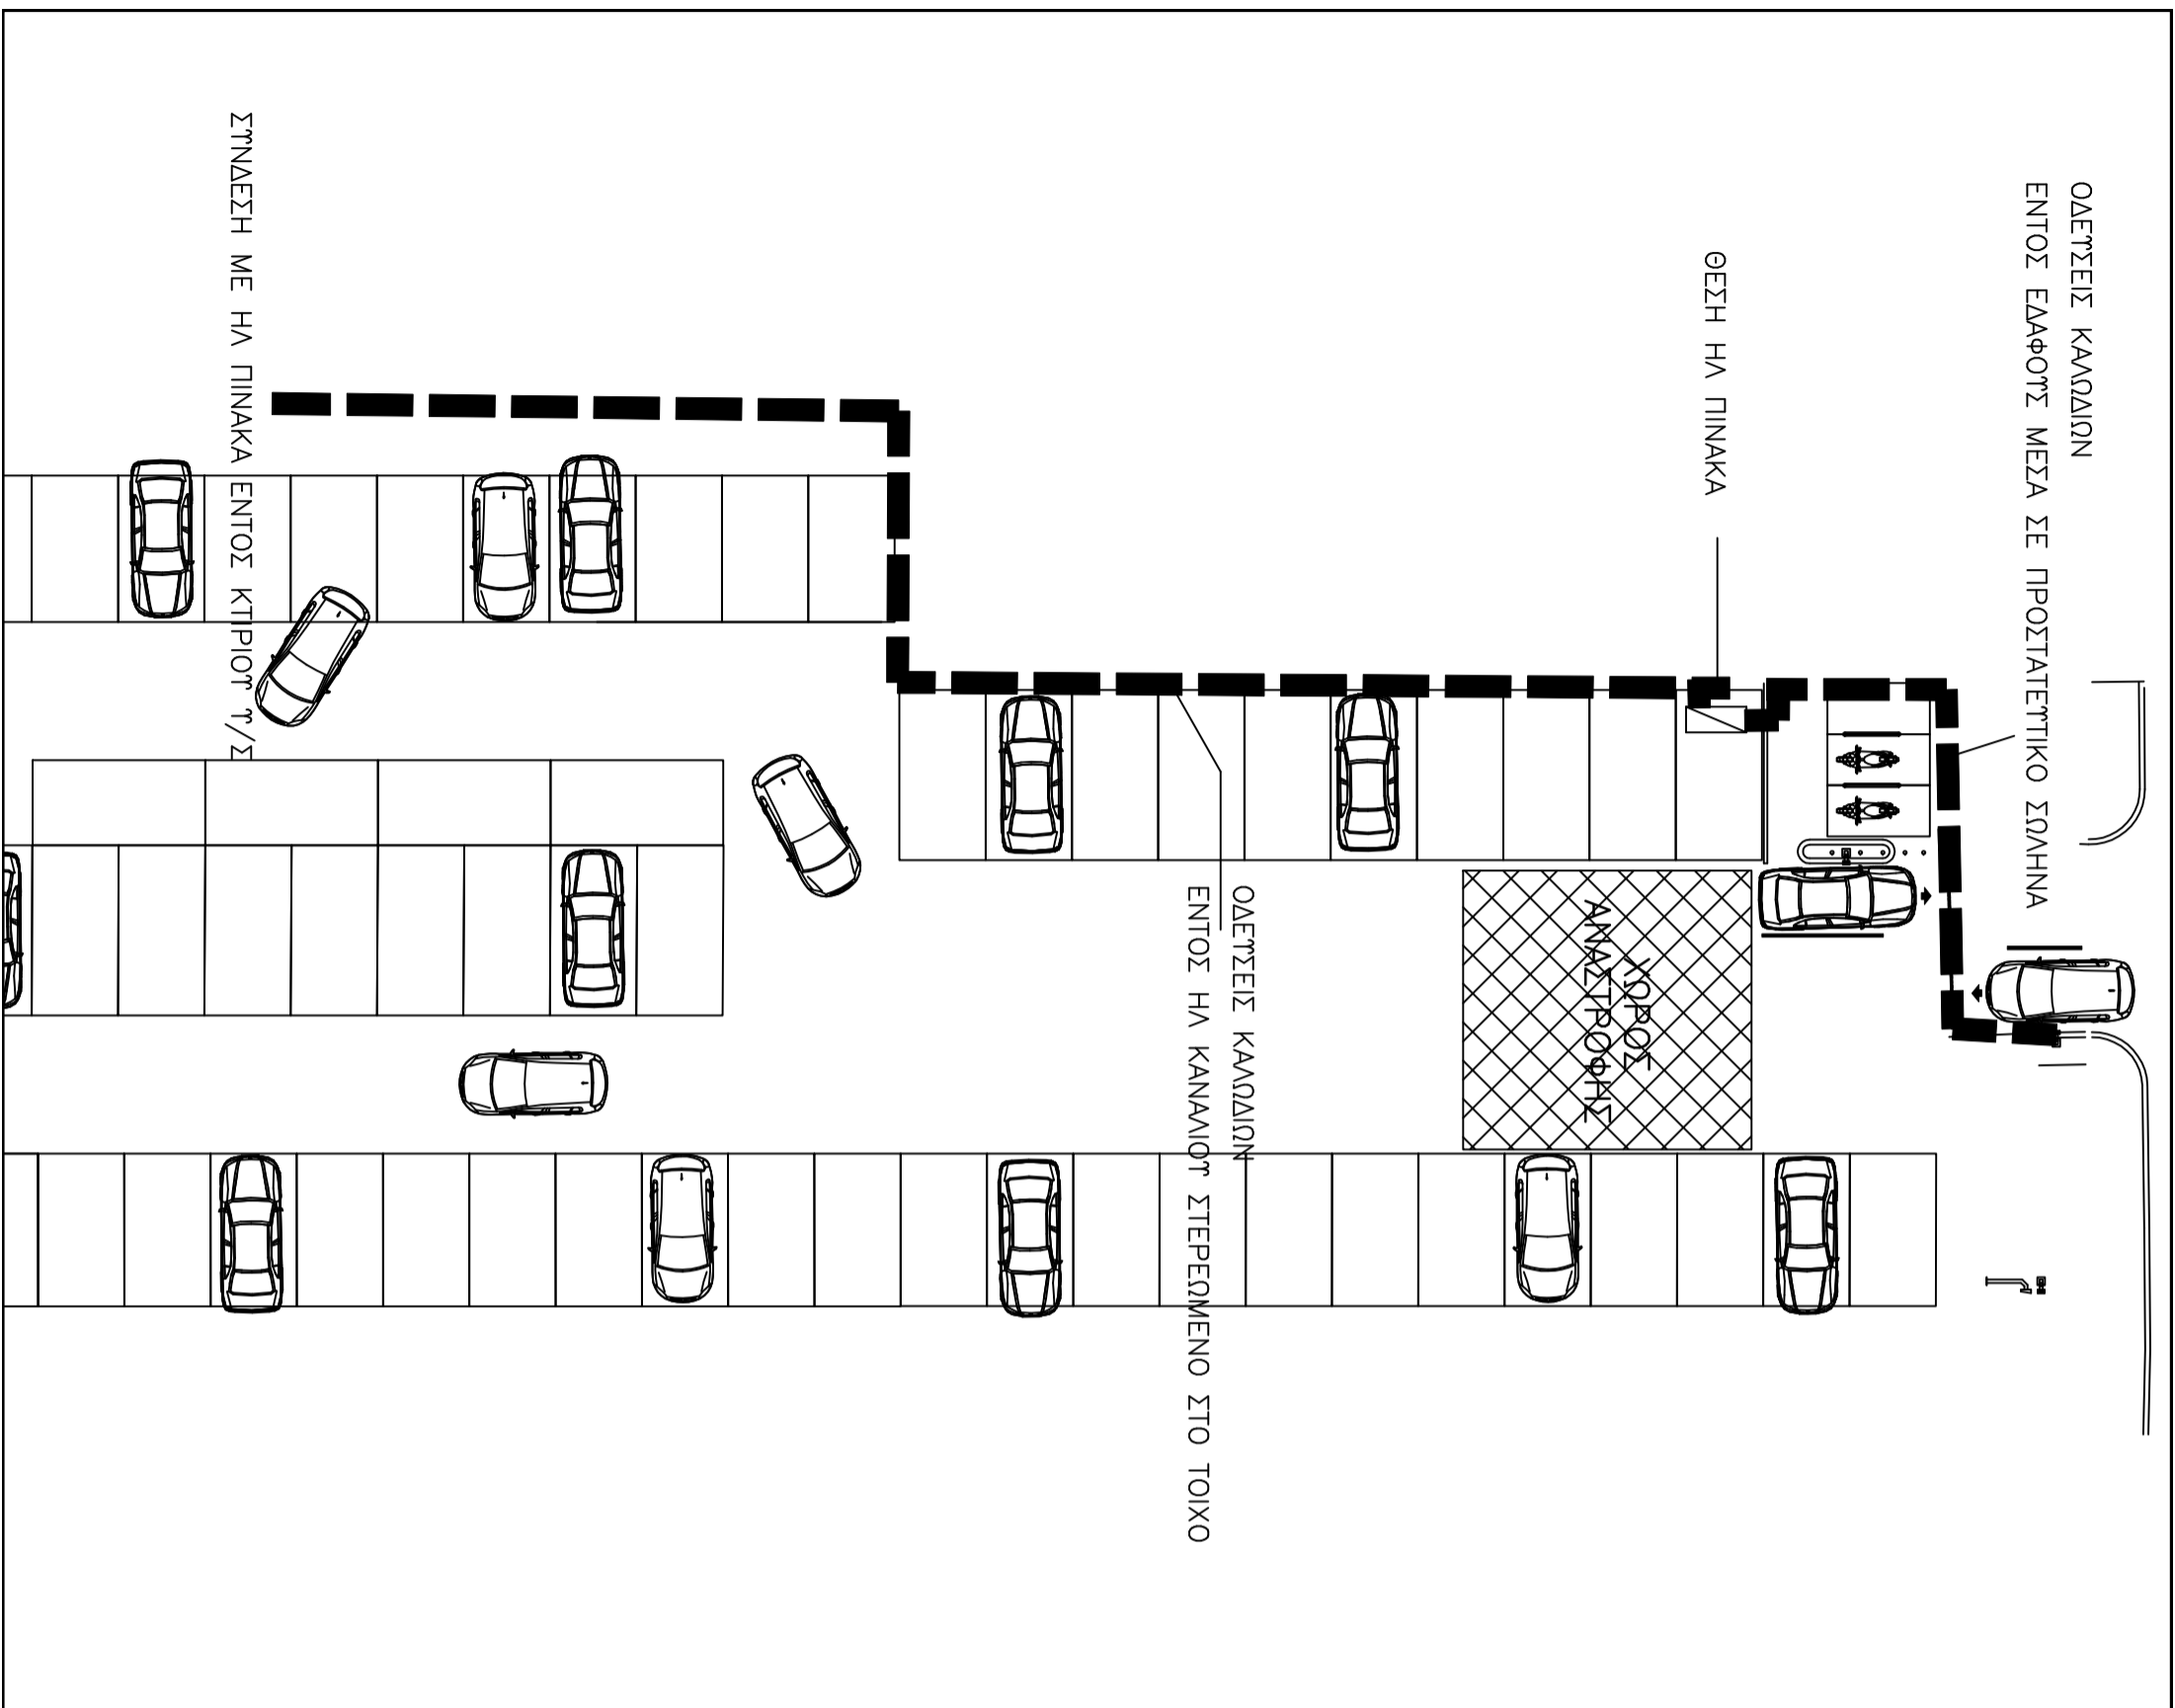 ΟΔΕΥΣΕΙΣ ΚΑΛΩΔΙΩΝ
ΕΝΤΟΣ ΕΔΑΦΟΥΣ ΜΕΣΑ ΣΕ ΠΡΟΣΤΑΤΕΥΤΙΚΟ ΣΩΛΗΝΑ
ΘΕΣΗ ΗΛ ΠΙΝΑΚΑ
ΧΩΡΟΣ
ΑΝΑΣΤΡΟΦΗΣ
ΟΔΕΥΣΕΙΣ ΚΑΛΩΔΙΩΝ
ΕΝΤΟΣ ΗΛ ΚΑΝΑΛΙΟΥ ΣΤΕΡΕΩΜΕΝΟ ΣΤΟ ΤΟΙΧΟ
ΣΥΝΔΕΣΗ ΜΕ ΗΛ ΠΙΝΑΚΑ ΕΝΤΟΣ ΚΤΙΡΙΟΥ Υ/Σ